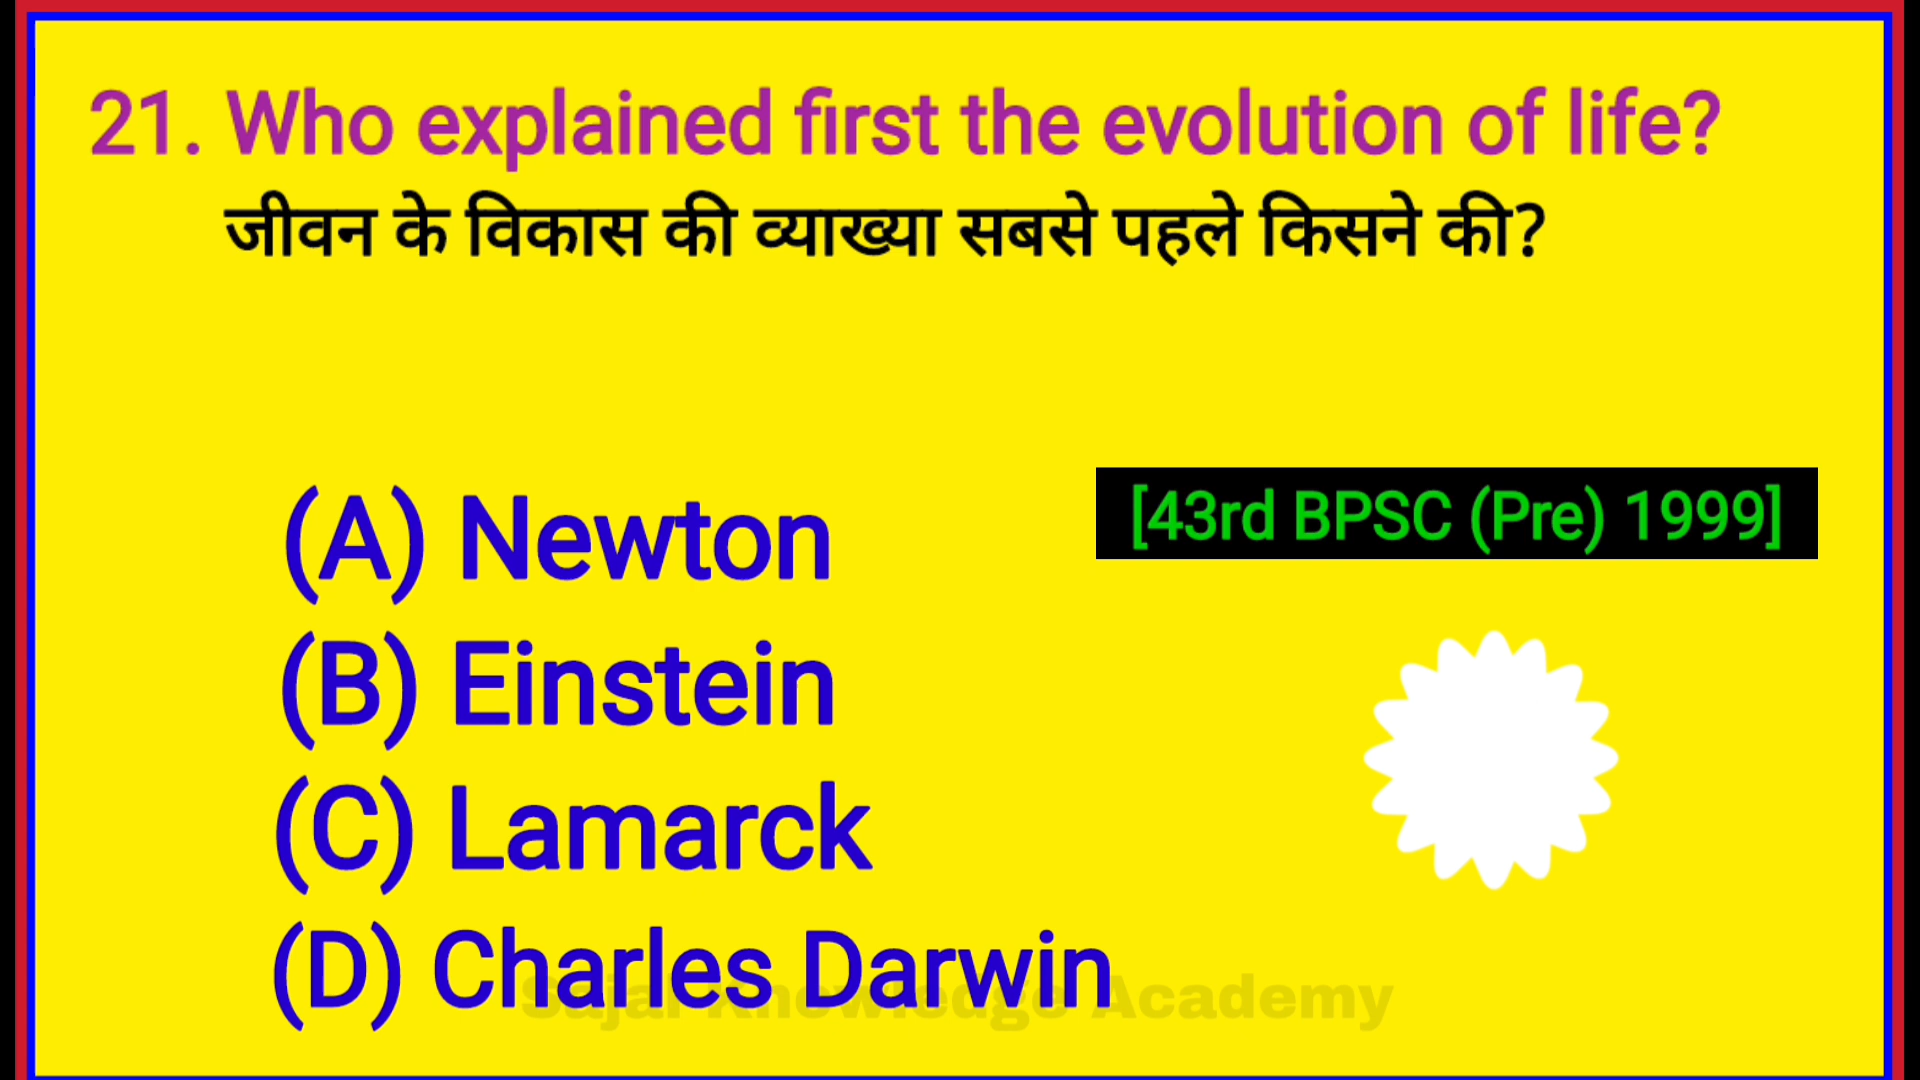 21. Who explained first the evolution of life?
जीवन के विकास की व्याख्या सबसे पहले किसने की?
(A) Newton
[43rd BPSC (Pre) 1999]
(B) Einstein
(C) Lamarck
(D) Charles Darwin
Sajal Knowledge Academy